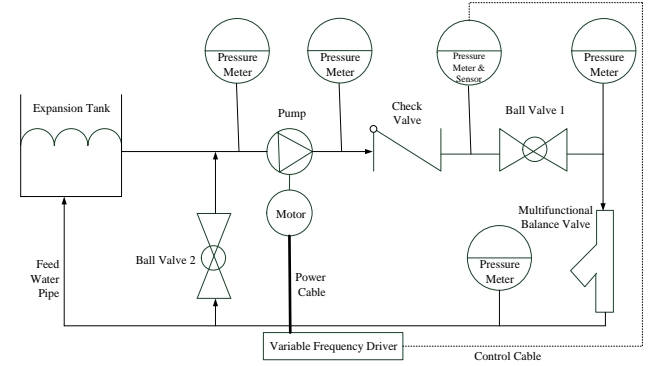 Pressure
Meter
Pressure
Meter
Pressure
Meter &
Sensor
Pressure
Meter
Expansion Tank
Pump
Check
Valve
Ball Valve 1
Motor
Multifunctional
Balance Valve
Ball Valve 2
Feed
Water
Pipe
Power
Cable
Pressure
Meter
Variable Frequency Driver
Control Cable